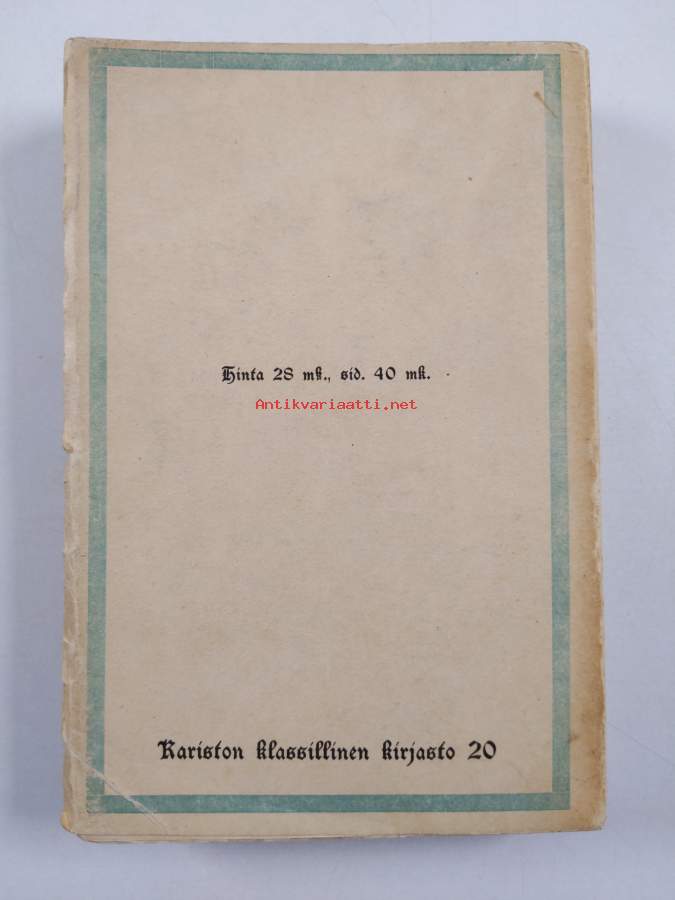 Hinta 28 mk., sid. 40 mk.
Antikvariaatti.net
Kariston klassillinen kirjasto 20